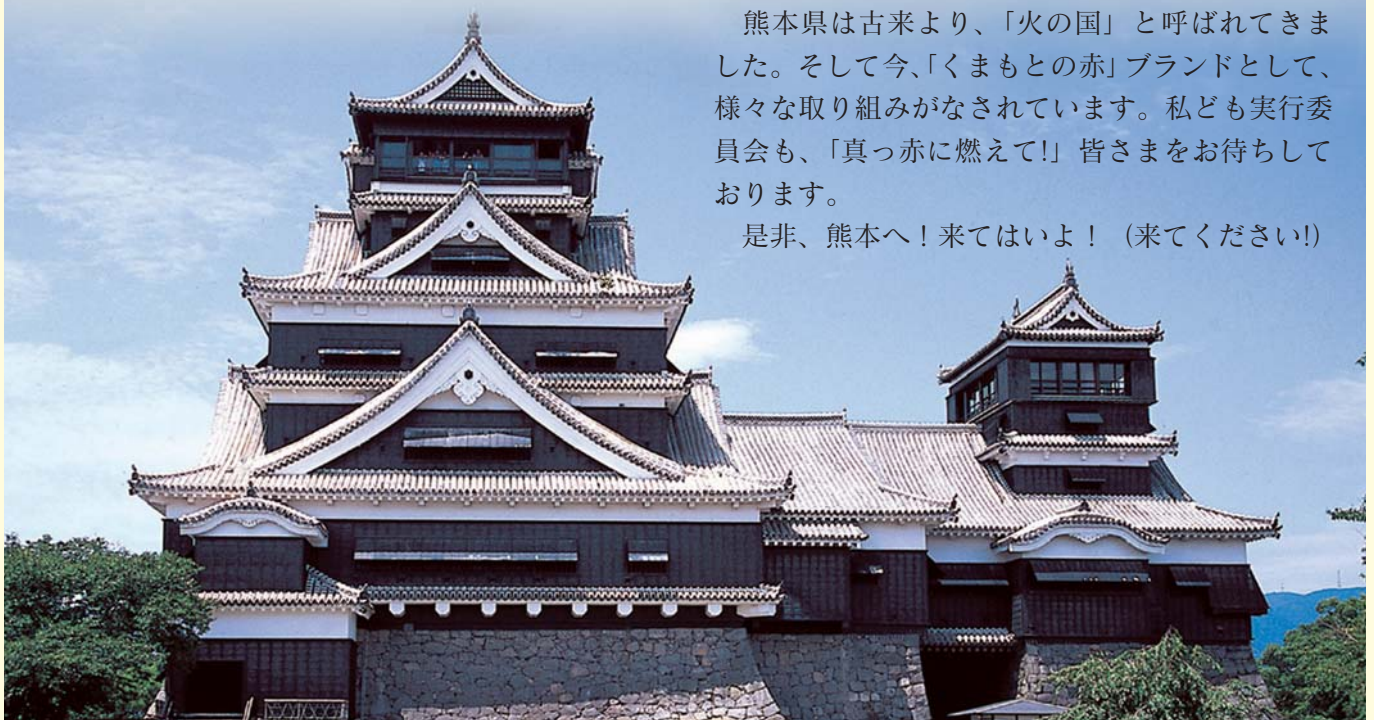 熊本県は古来より、「火の国」と呼ばれてきま
した。そして今、「くまもとの赤」ブランドとして、
様々な取り組みがなされています。私ども実行委
員会も、「真っ赤に燃えて!」皆さまをお待ちして
おります。
是非、熊本へ！来てはいよ！（来てください!）